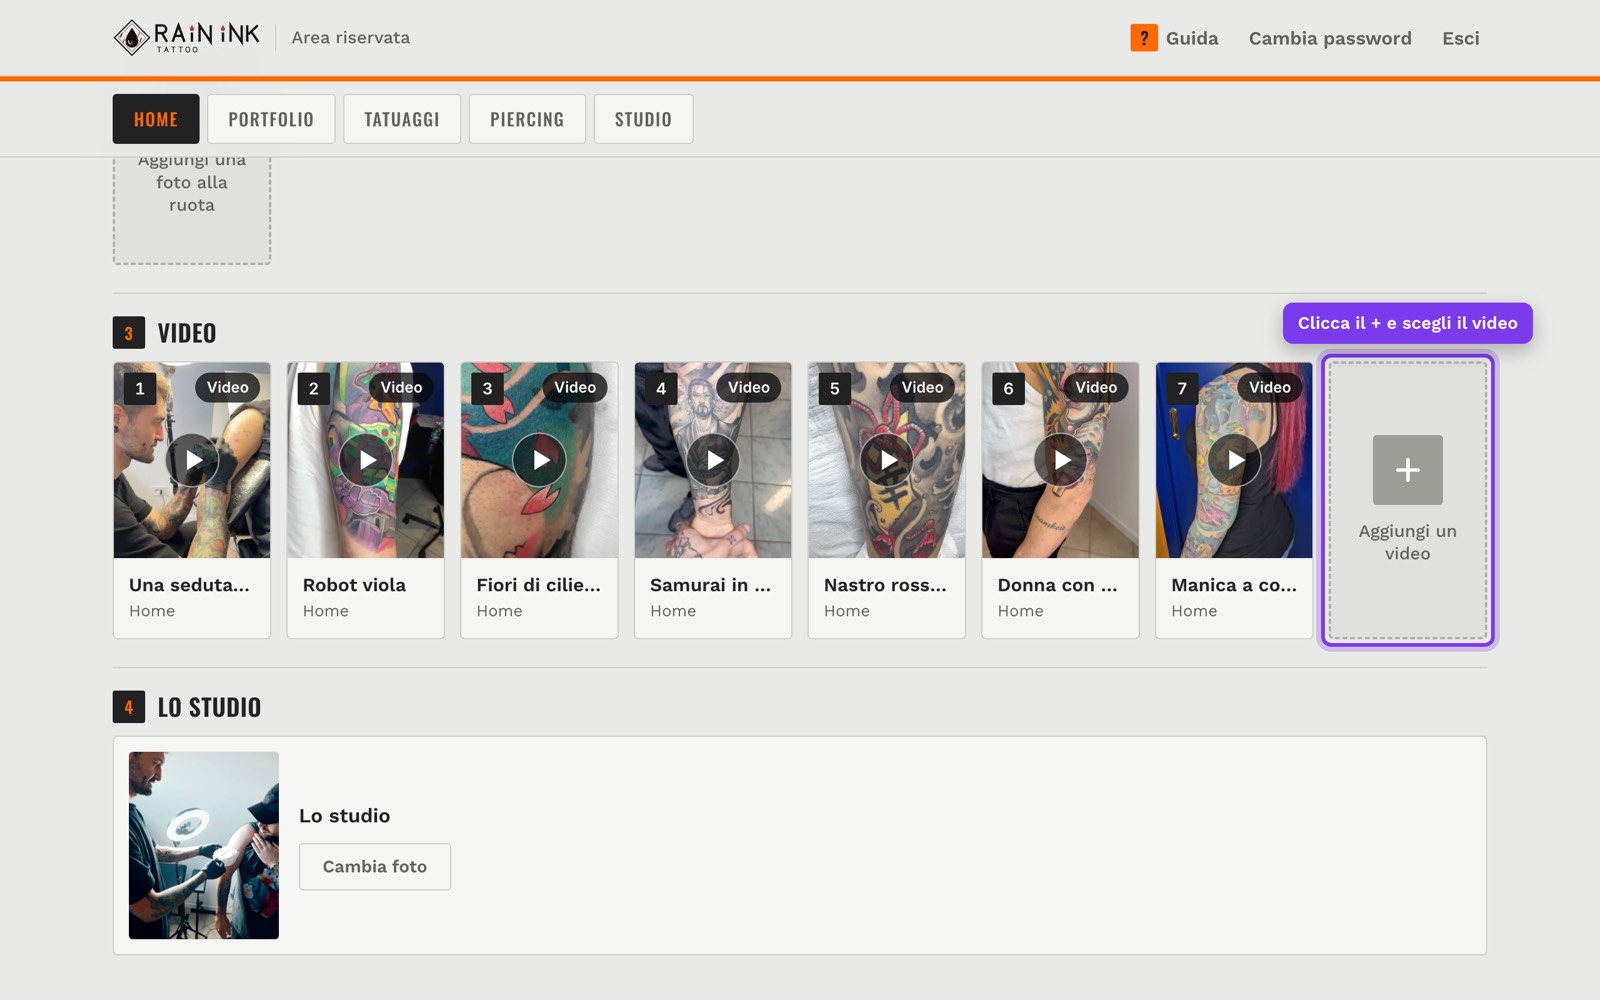 RAIN INK
TATTOO
Area riservata
? Guida
Cambia password
Esci
HOME
PORTFOLIO
TATUAGGI
PIERCING
STUDIO
Aggiungi una
foto alla
ruota
3 VIDEO
Clicca il + e scegli il video
1 Video
2 Video
3 Video
4 Video
5 Video
6 Video
7 Video
+
Aggiungi un
video
Una seduta...
Home
Robot viola
Home
Fiori di cilie...
Home
Samurai in ...
Home
Nastro ross...
Home
Donna con ...
Home
Manica a co...
Home
4 LO STUDIO
Lo studio
Cambia foto